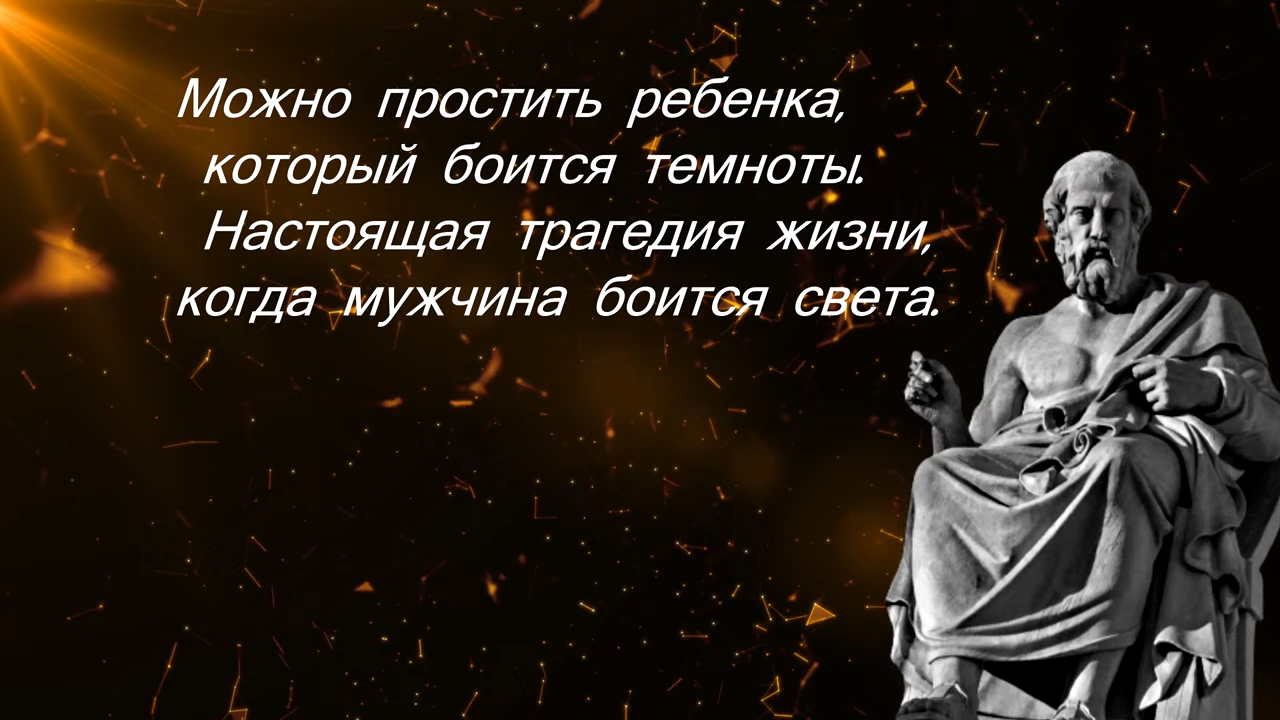 Можно простить ребенка,
который боится темноты.
Настоящая трагедия жизни,
когда мужчина боится света.